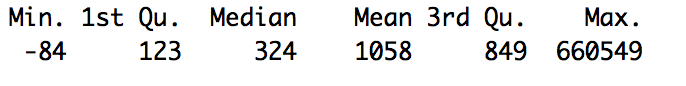 Min. 1st Qu. Median Mean 3rd Qu. Max.
-84 123 324 1058 849 660549